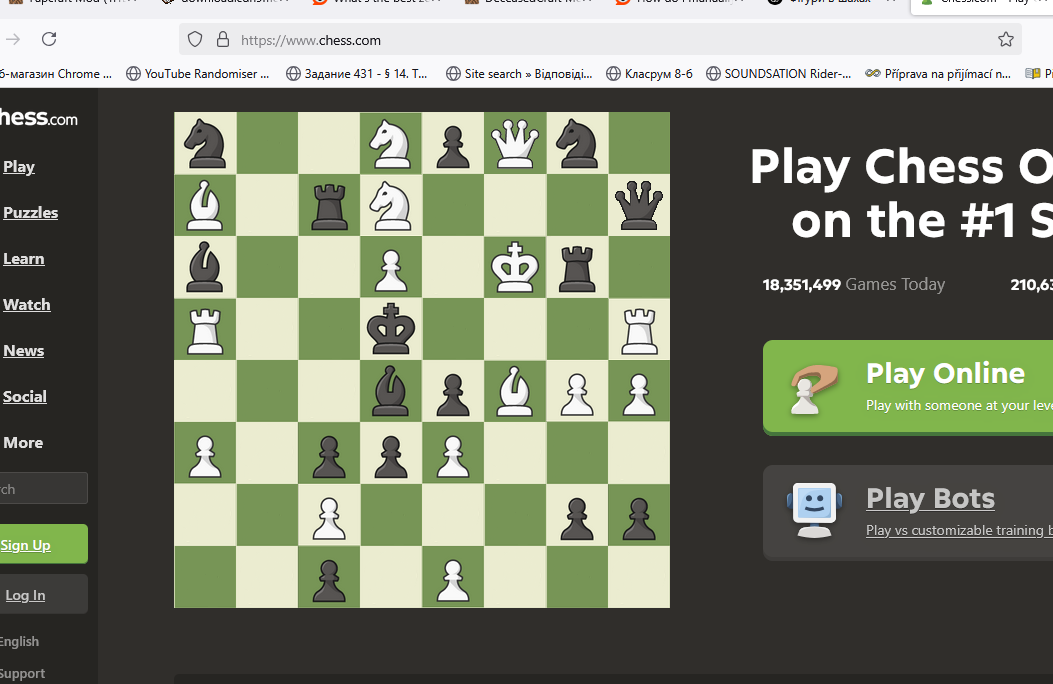 https://www.chess.com
б-магазин Chrome ... YouTube Randomiser ... Задание 431 - § 14. Т... Site search » Відповіді... Класрум 8-б SOUNDSATION Rider-... Příprava na přijímací n...
hess.com
Play
Puzzles
Learn
Watch
News
Social
More
rch
Sign Up
Log In
English
Support
Play Chess O
on the #1 S
18,351,499 Games Today 210,63
Play Online
Play with someone at your leve
Play Bots
Play vs customizable training b